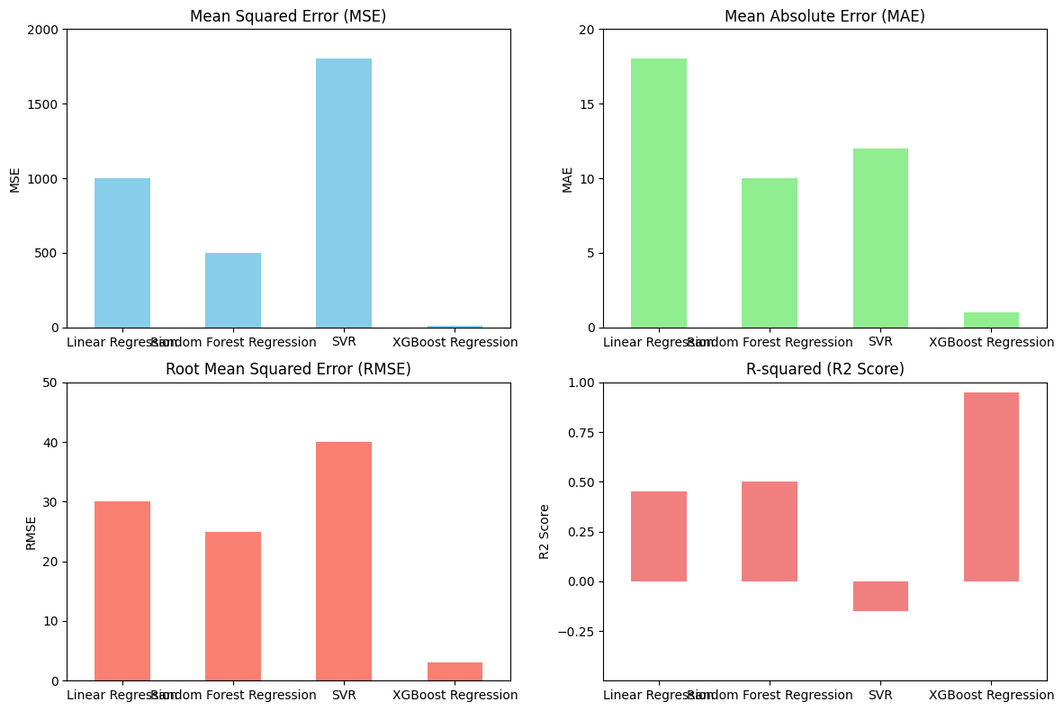 Mean Squared Error (MSE)
2000
1500
1000
500
0
MSE
Linear Regression
Random Forest Regression
SVR
XGBoost Regression
Mean Absolute Error (MAE)
20
15
10
5
0
MAE
Linear Regression
Random Forest Regression
SVR
XGBoost Regression
Root Mean Squared Error (RMSE)
50
40
30
20
10
0
RMSE
Linear Regression
Random Forest Regression
SVR
XGBoost Regression
R-squared (R2 Score)
1.00
0.75
0.50
0.25
0.00
−0.25
R2 Score
Linear Regression
Random Forest Regression
SVR
XGBoost Regression